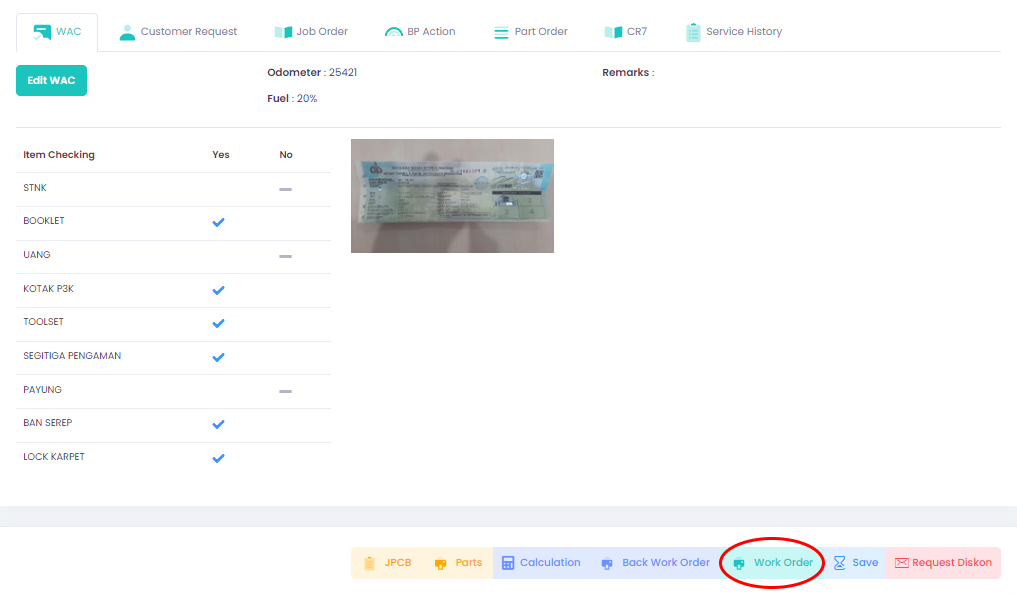 WAC Customer Request Job Order BP Action Part Order CR7 Service History
Edit WAC Odometer : 25421 Remarks :
Fuel : 20%
Item Checking Yes No
STNK
BOOKLET
UANG
KOTAK P3K
TOOLSET
SEGITIGA PENGAMAN
PAYUNG
BAN SEREP
LOCK KARPET
JPCB Parts Calculation Back Work Order Work Order Save Request Diskon